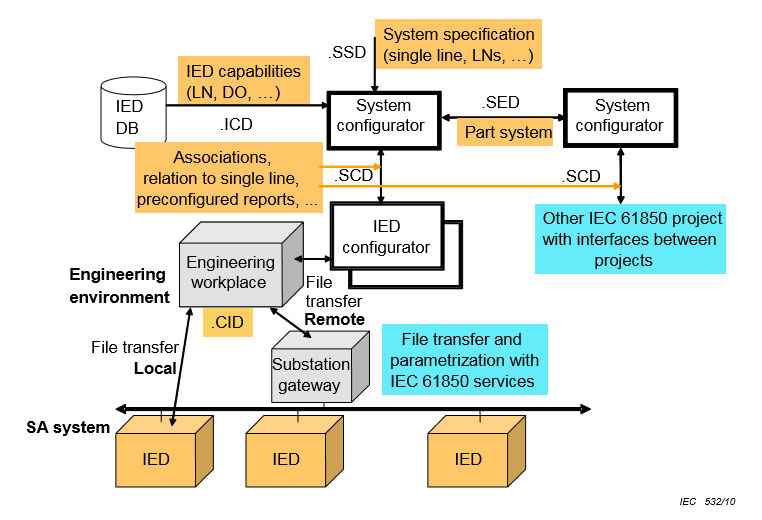 System specification
(single line, LNs, …)
.SSD
IED capabilities
(LN, DO, …)
IED
DB
.ICD
System
configurator
.SED
Part system
System
configurator
Associations,
relation to single line,
preconfigured reports, ...
.SCD
.SCD
IED
configurator
Other IEC 61850 project
with interfaces between
projects
Engineering
workplace
Engineering
environment
File
transfer
Remote
.CID
File transfer
Local
Substation
gateway
File transfer and
parametrization with
IEC 61850 services
SA system
IED
IED
IED
IEC 532/10